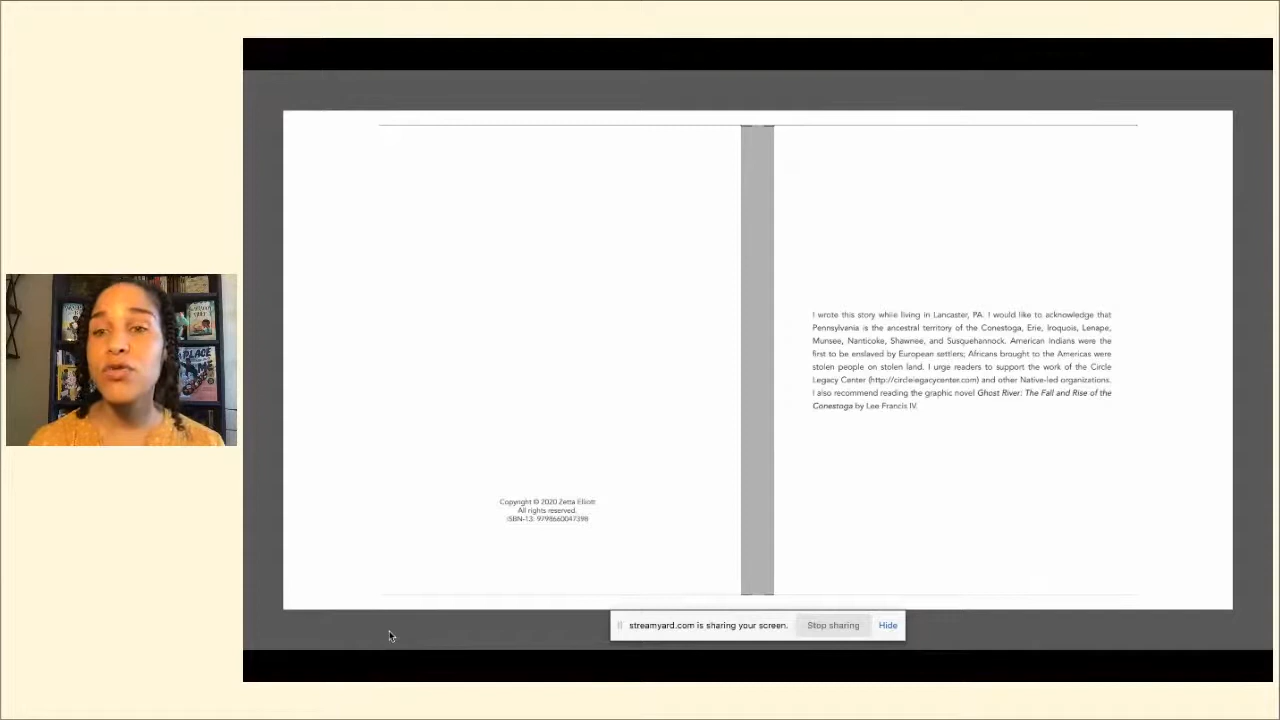 I wrote this story while living in Lancaster, PA. I would like to acknowledge that
Pennsylvania is the ancestral territory of the Conestoga, Erie, Iroquois, Lenape,
Munsee, Nanticoke, Shawnee, and Susquehannock. American Indians were the
first to be enslaved by European settlers; Africans brought to the Americas were
stolen people on stolen land. I urge readers to support the work of the Circle
Legacy Center (http://circlelegacycenter.com) and other Native-led organizations.
I also recommend reading the graphic novel Ghost River: The Fall and Rise of the
Conestoga by Lee Francis IV.
Copyright © 2020 Zetta Elliott
All rights reserved.
ISBN-13: 9798660047398
streamyard.com is sharing your screen. Stop sharing Hide
PLACE